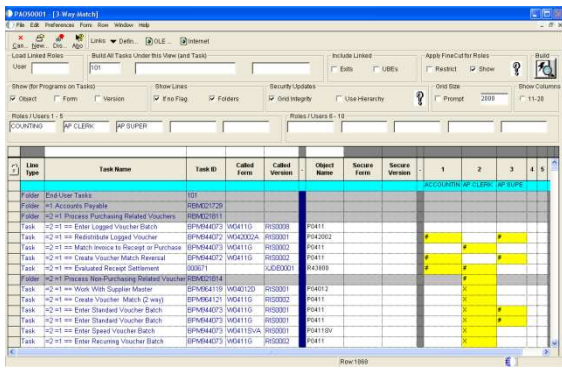 PAOS0001 - [3-Way-Match]
File Edit Preferences Form Row Window Help
Can... New... Dis... Abo Links Defin... OLE ... Internet
Load Linked Roles Build All Tasks Under this View (and Task) Include Linked Apply FineCut for Roles Build
User 101 Exits UBEs Restrict Show
Show (for Programs on Tasks) Show Lines Security Updates Grid Size Show Columns
Object Form Version If no Flag Folders Grid Integrity Use Hierarchy Prompt 2000 11-20
Roles / Users 1 - 5 Roles / Users 6 - 10
COUNTING AP CLERK AP SUPER
Line Type Task Name Task ID Called Form Called Version Object Name Secure Form Secure Version 1 2 3 4 5
ACCOUNTIN AP CLERK AP SUPE
Folder End-User Tasks 101
Folder =1 Accounts Payable RBM021729
Folder =2 =1 Process Purchasing Related Vouchers RBM021811
Task =2 =1 == Enter Logged Voucher Batch BPM944073 W0411G RIS0008 P0411
Task =2 =1 == Redistribute Logged Voucher BPM944072 W042002A RIS0001 P042002 # #
Task =2 =1 == Match Invoice to Receipt or Purchase BPM944073 W0411G RIS0002 P0411 #
Task =2 =1 == Create Voucher Match Reversal BPM944072 W0411G RIS0002 P0411 # # #
Task =2 =1 == Evaluated Receipt Settlement 000671 XJDE0001 R43800 # #
Folder =2 =1 Process Non-Purchasing Related Voucher RBM021814 #
Task =2 =1 == Work With Supplier Master BPM964119 W04012D RIS0001 P04012 X
Task =2 =1 == Create Voucher Match (2 way) BPM964121 W0411G RIS0002 P0411 X
Task =2 =1 == Enter Standard Voucher Batch BPM944073 W0411G RIS0001 P0411 X #
Task =2 =1 == Enter Standard Voucher Batch BPM944073 W0411G RIS0001 P0411 X #
Task =2 =1 == Enter Speed Voucher Batch BPM944073 W0411SVA RIS0001 P0411SV X
Task =2 =1 == Enter Recurring Voucher Batch BPM944073 W0411G RIS0002 P0411 X
Row:1869